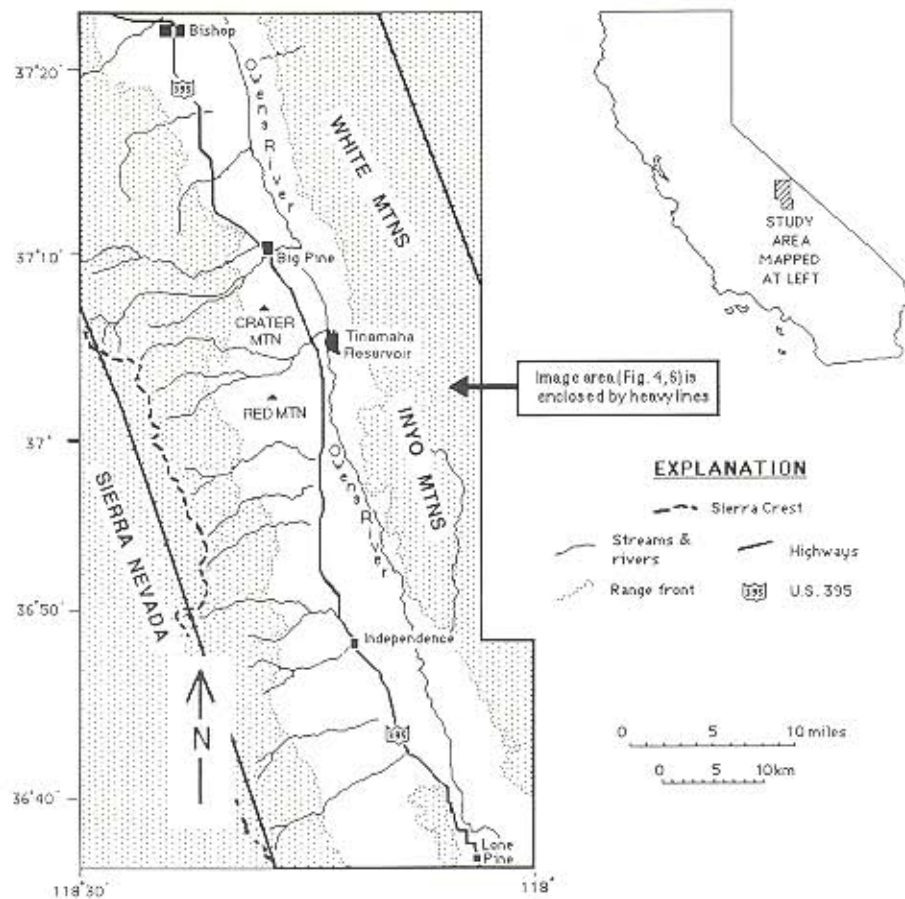 Bishop
37°20'
395
Owens River
WHITE MTNS
37°10'
Big Pine
CRATER
MTN
Tinemaha
Reservoir
RED MTN
37°
INYO MTNS
Owens River
SIERRA NEVADA
36°50'
Independence
N
395
36°40'
Lone
Pine
118°30'
118°
STUDY
AREA
MAPPED
AT LEFT
Image area (Fig. 4,6) is
enclosed by heavy lines
EXPLANATION
Sierra Crest
Streams &
rivers
Highways
Range front
395
U.S. 395
0 5 10 miles
0 5 10 km